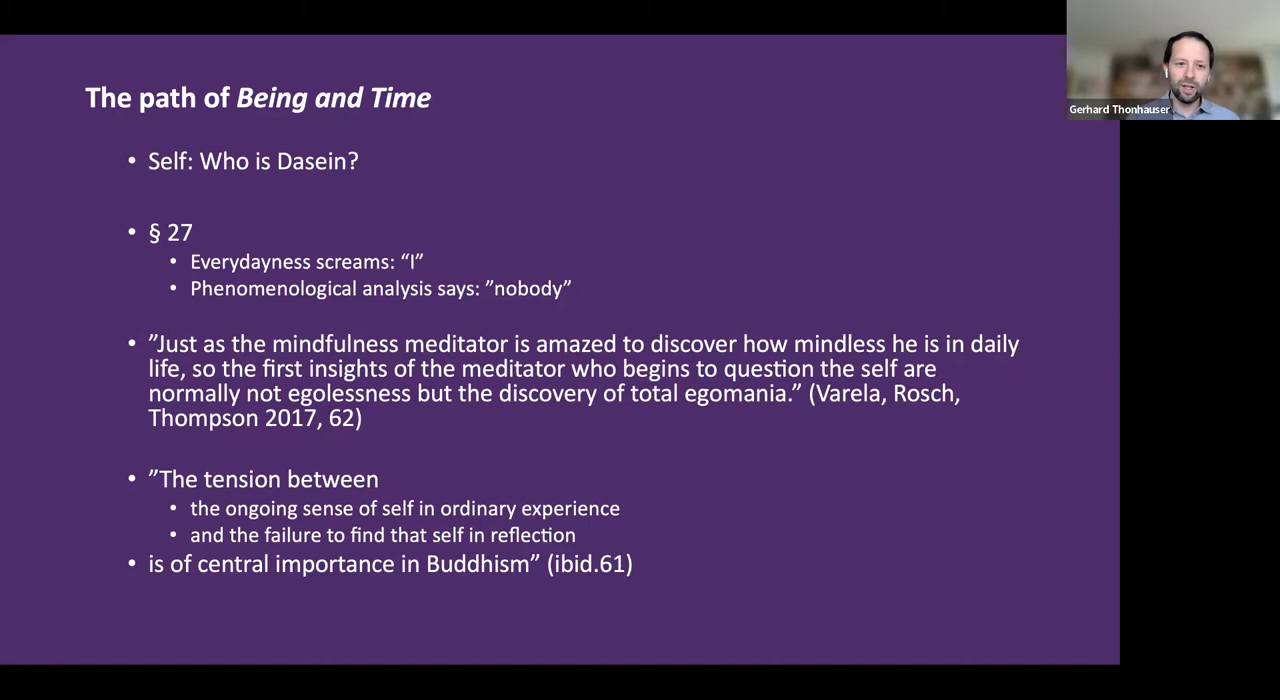 The path of Being and Time
Gerhard Thonhauser
• Self: Who is Dasein?
• § 27
• Everydayness screams: “I”
• Phenomenological analysis says: ”nobody”
• ”Just as the mindfulness meditator is amazed to discover how mindless he is in daily
life, so the first insights of the meditator who begins to question the self are
normally not egolessness but the discovery of total egomania.” (Varela, Rosch,
Thompson 2017, 62)
• ”The tension between
• the ongoing sense of self in ordinary experience
• and the failure to find that self in reflection
• is of central importance in Buddhism” (ibid.61)